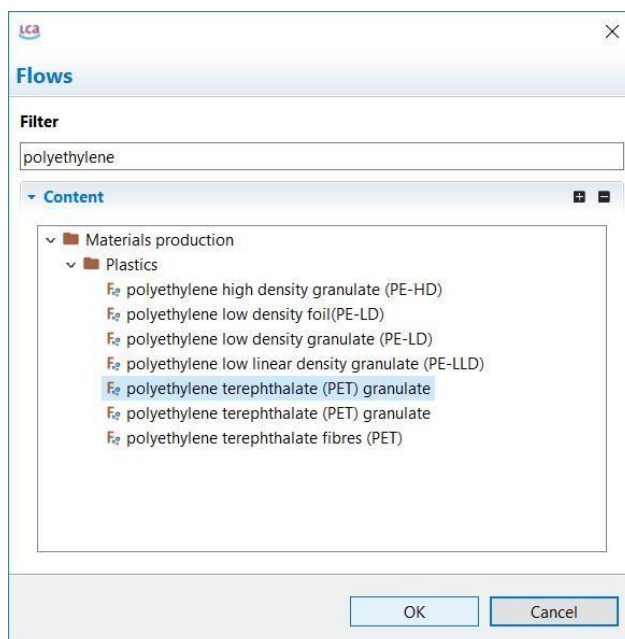 LCA
Flows
Filter
polyethylene
Content
Materials production
Plastics
polyethylene high density granulate (PE-HD)
polyethylene low density foil(PE-LD)
polyethylene low density granulate (PE-LD)
polyethylene low linear density granulate (PE-LLD)
polyethylene terephthalate (PET) granulate
polyethylene terephthalate (PET) granulate
polyethylene terephthalate fibres (PET)
OK Cancel